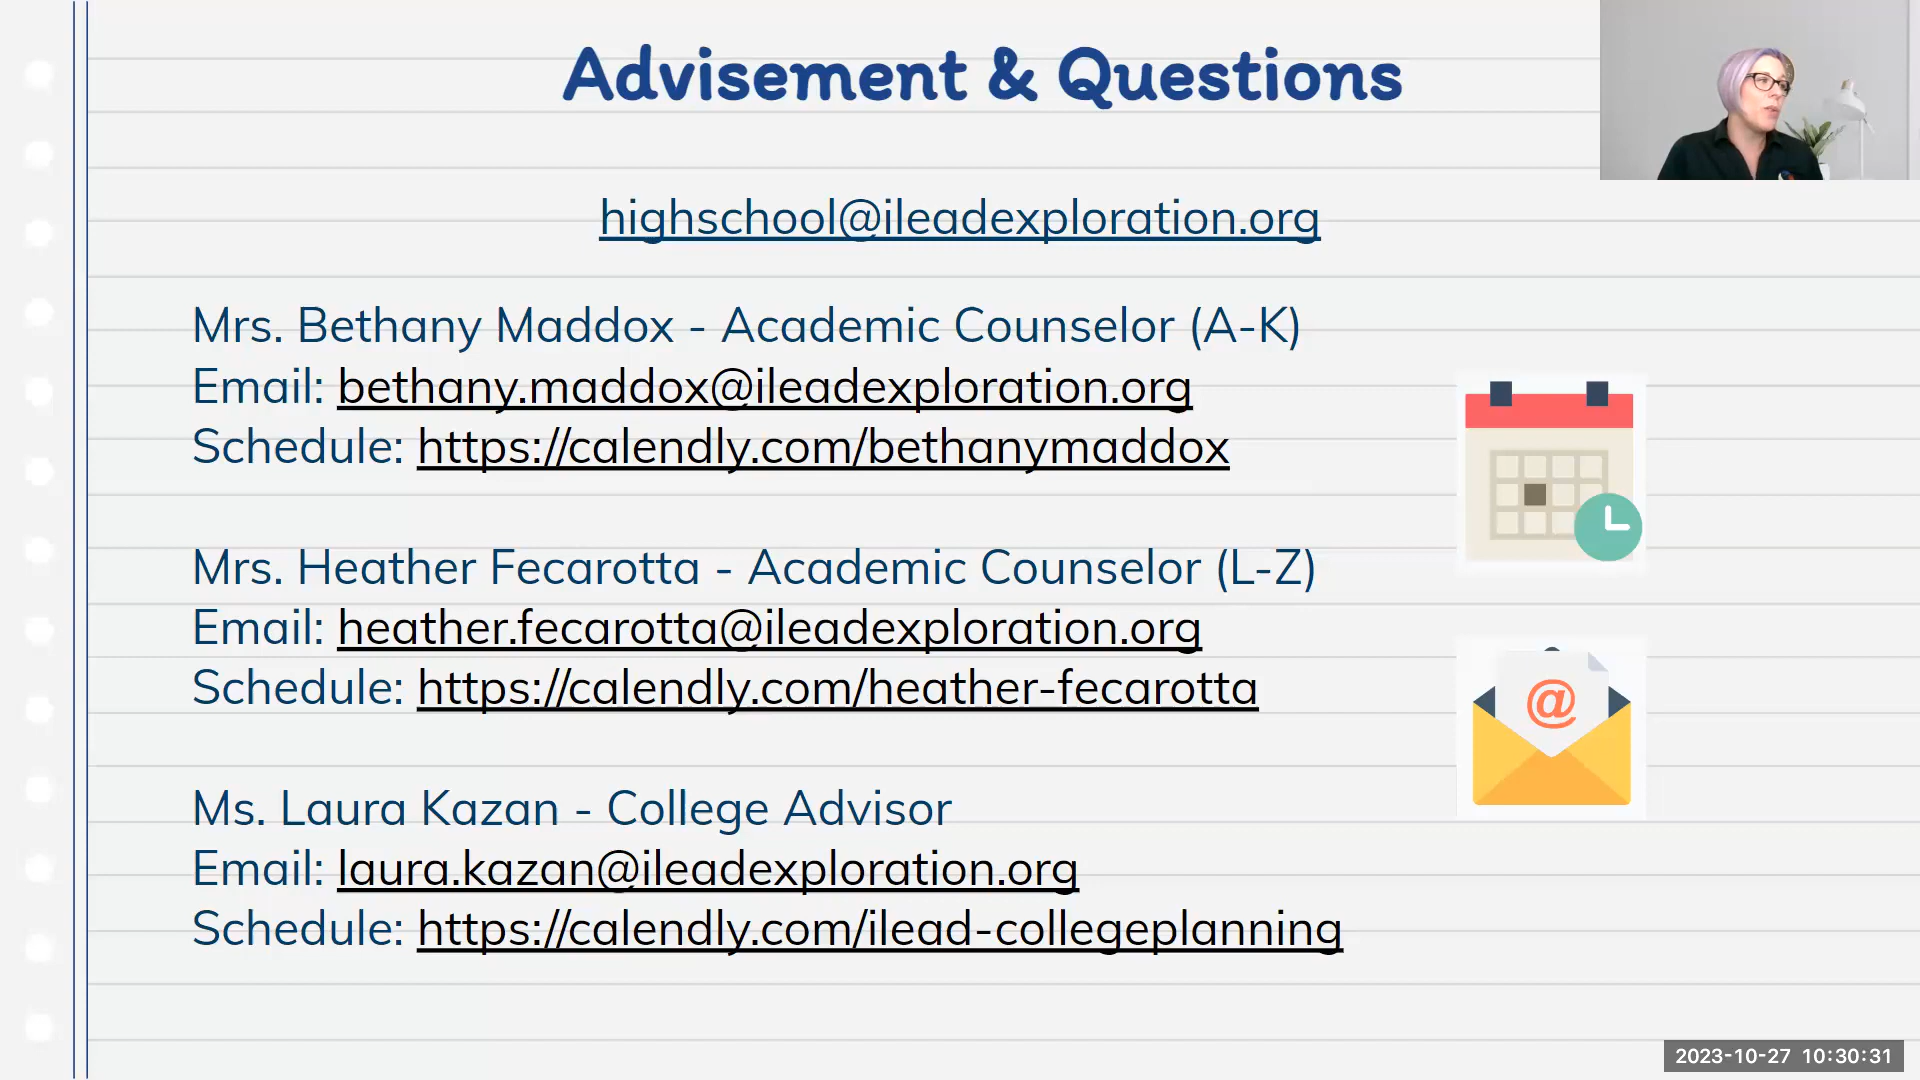 Advisement & Questions
highschool@ileadexploration.org
Mrs. Bethany Maddox - Academic Counselor (A-K)
Email: bethany.maddox@ileadexploration.org
Schedule: https://calendly.com/bethanymaddox
Mrs. Heather Fecarotta - Academic Counselor (L-Z)
Email: heather.fecarotta@ileadexploration.org
Schedule: https://calendly.com/heather-fecarotta
@
Ms. Laura Kazan - College Advisor
Email: laura.kazan@ileadexploration.org
Schedule: https://calendly.com/ilead-collegeplanning
2023-10-27 10:30:31